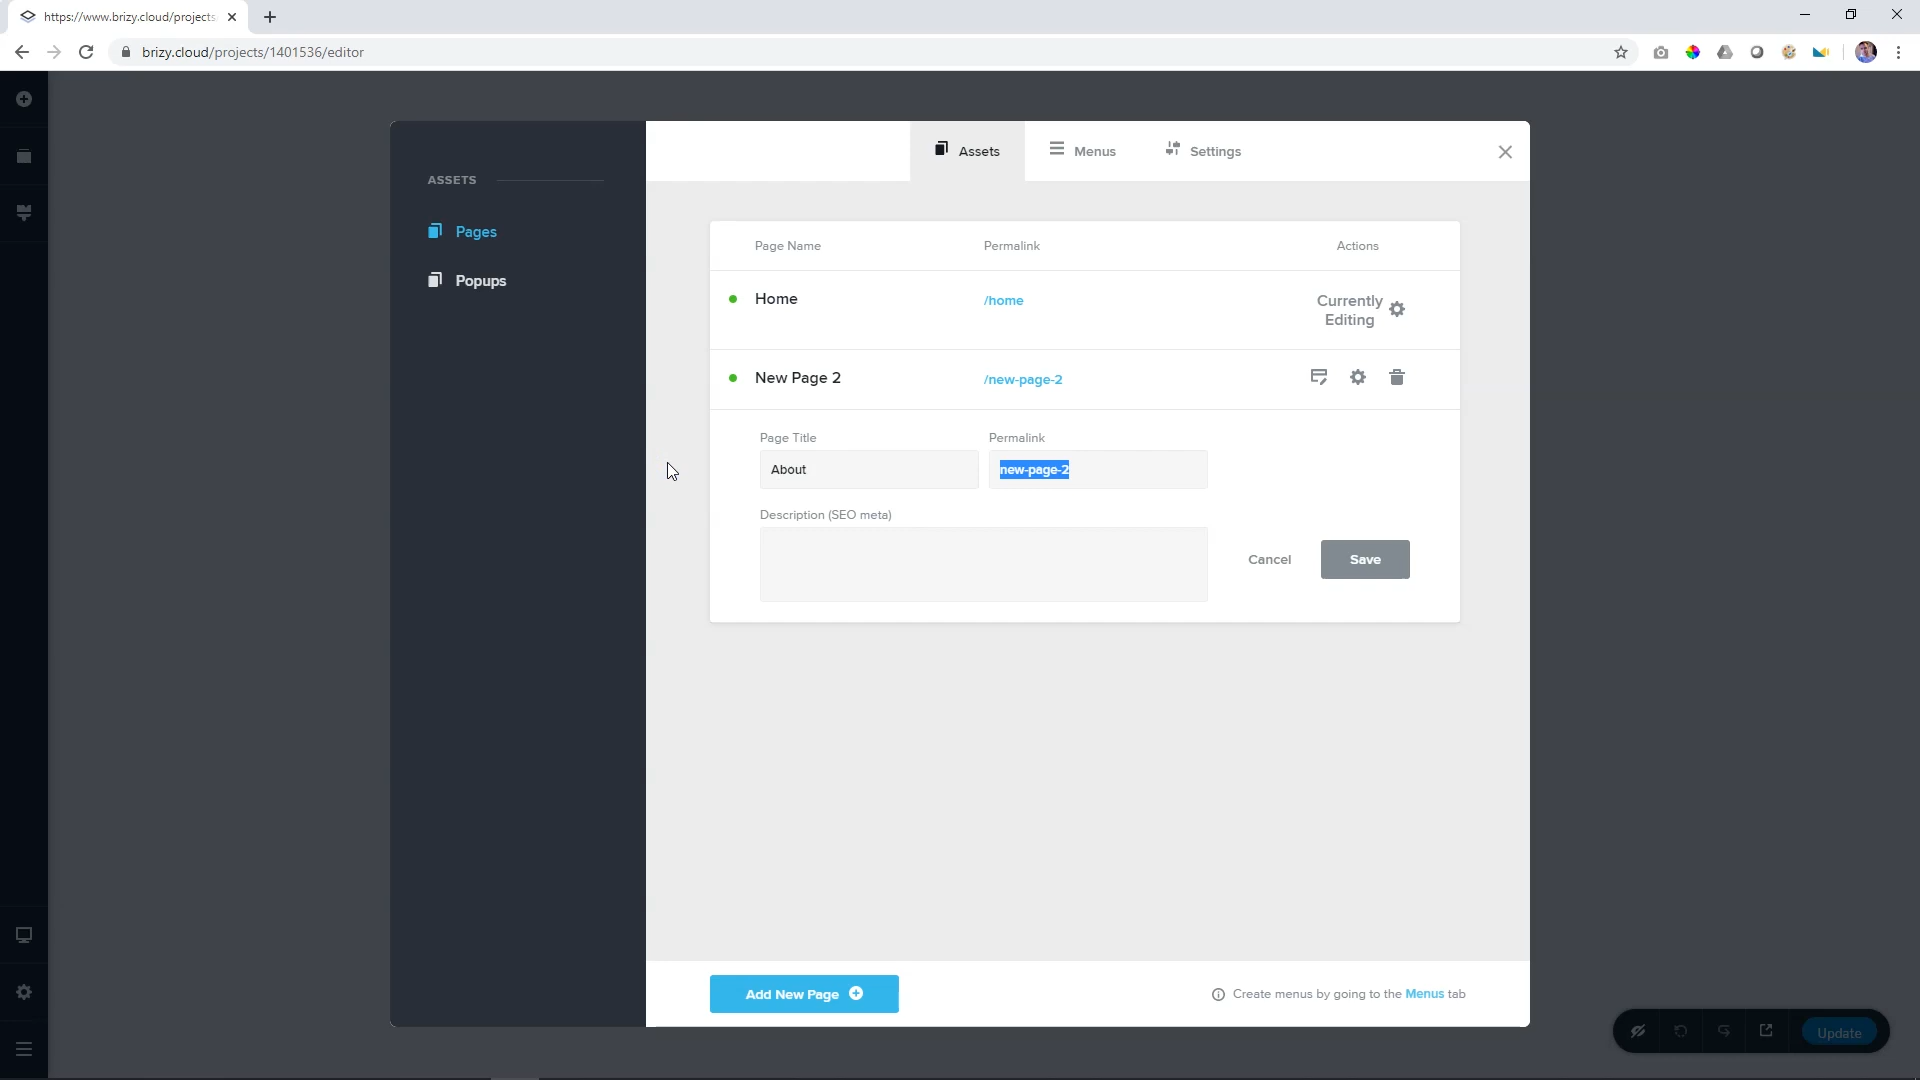 https://www.brizy.cloud/projects
brizy.cloud/projects/1401536/editor
Assets
Menus
Settings
ASSETS
Pages
Popups
Page Name
Permalink
Actions
Home
/home
Currently
Editing
New Page 2
/new-page-2
Page Title
Permalink
About
new-page-2
Description (SEO meta)
Cancel
Save
Add New Page
Create menus by going to the Menus tab
Update